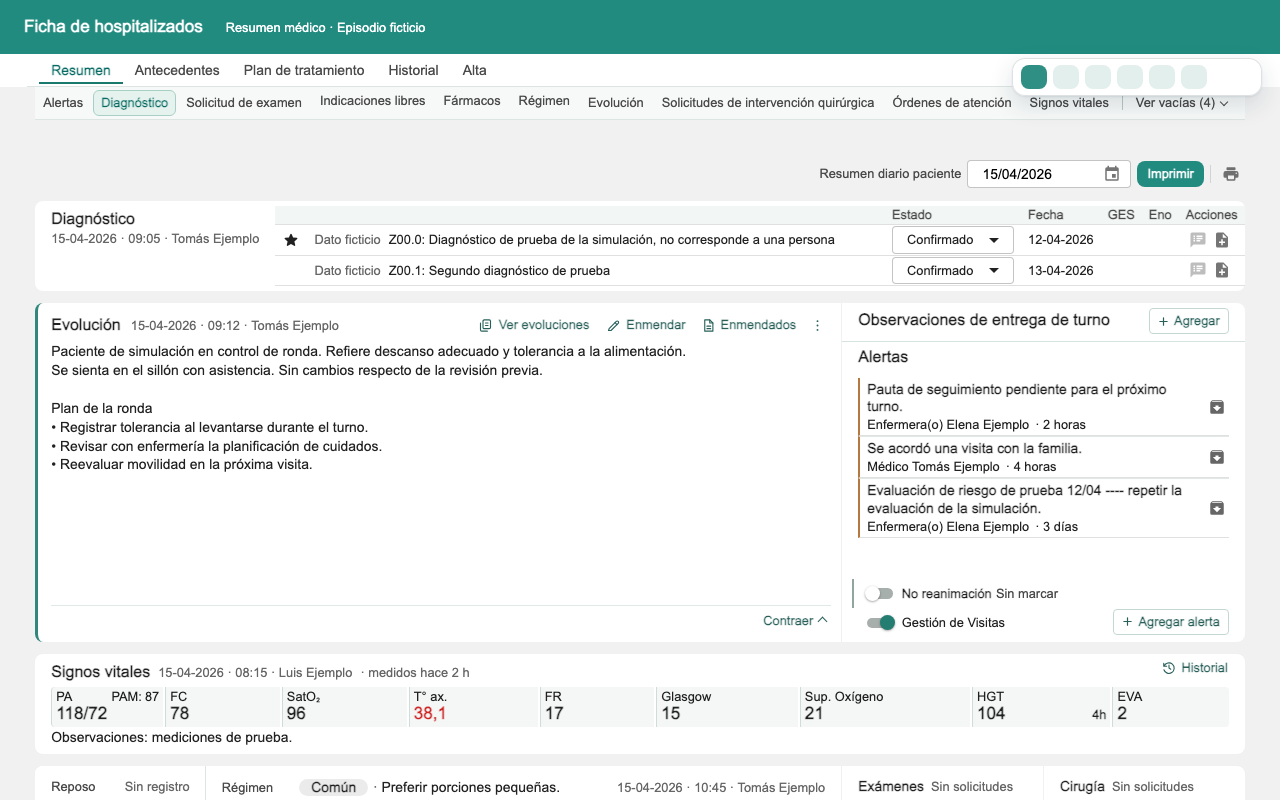 Ficha de hospitalizados
Resumen médico · Episodio ficticio
Resumen
Antecedentes
Plan de tratamiento
Historial
Alta
Alertas
Diagnóstico
Solicitud de examen
Indicaciones libres
Fármacos
Régimen
Evolución
Solicitudes de intervención quirúrgica
Órdenes de atención
Signos vitales
Ver vacías (4)
Resumen diario paciente
15/04/2026
Imprimir
Diagnóstico
15-04-2026 · 09:05 · Tomás Ejemplo
Estado
Fecha
GES
Eno
Acciones
Dato ficticio Z00.0: Diagnóstico de prueba de la simulación, no corresponde a una persona
Confirmado
12-04-2026
Dato ficticio Z00.1: Segundo diagnóstico de prueba
Confirmado
13-04-2026
Evolución
15-04-2026 · 09:12 · Tomás Ejemplo
Ver evoluciones
Enmendar
Enmendados
Paciente de simulación en control de ronda. Refiere descanso adecuado y tolerancia a la alimentación.
Se sienta en el sillón con asistencia. Sin cambios respecto de la revisión previa.
Plan de la ronda
• Registrar tolerancia al levantarse durante el turno.
• Revisar con enfermería la planificación de cuidados.
• Reevaluar movilidad en la próxima visita.
Contraer
Observaciones de entrega de turno
+ Agregar
Alertas
Pauta de seguimiento pendiente para el próximo
turno.
Enfermera(o) Elena Ejemplo · 2 horas
Se acordó una visita con la familia.
Médico Tomás Ejemplo · 4 horas
Evaluación de riesgo de prueba 12/04 ---- repetir la
evaluación de la simulación.
Enfermera(o) Elena Ejemplo · 3 días
No reanimación Sin marcar
Gestión de Visitas
+ Agregar alerta
Signos vitales
15-04-2026 · 08:15 · Luis Ejemplo · medidos hace 2 h
Historial
PA PAM: 87
118/72
FC
78
SatO₂
96
T° ax.
38,1
FR
17
Glasgow
15
Sup. Oxígeno
21
HGT
104 4h
EVA
2
Observaciones: mediciones de prueba.
Reposo
Sin registro
Régimen
Común
· Preferir porciones pequeñas.
15-04-2026 · 10:45 · Tomás Ejemplo
Exámenes Sin solicitudes
Cirugía Sin solicitudes